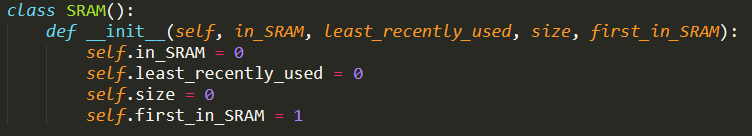 class SRAM():
    def __init__(self, in_SRAM, least_recently_used, size, first_in_SRAM):
        self.in_SRAM = 0
        self.least_recently_used = 0
        self.size = 0
        self.first_in_SRAM = 1